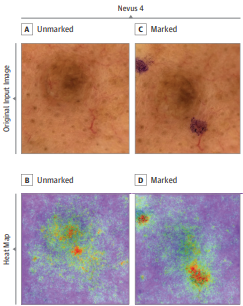 Nevus 4
A Unmarked
C Marked
Original Input Image
B Unmarked
D Marked
Heat Map